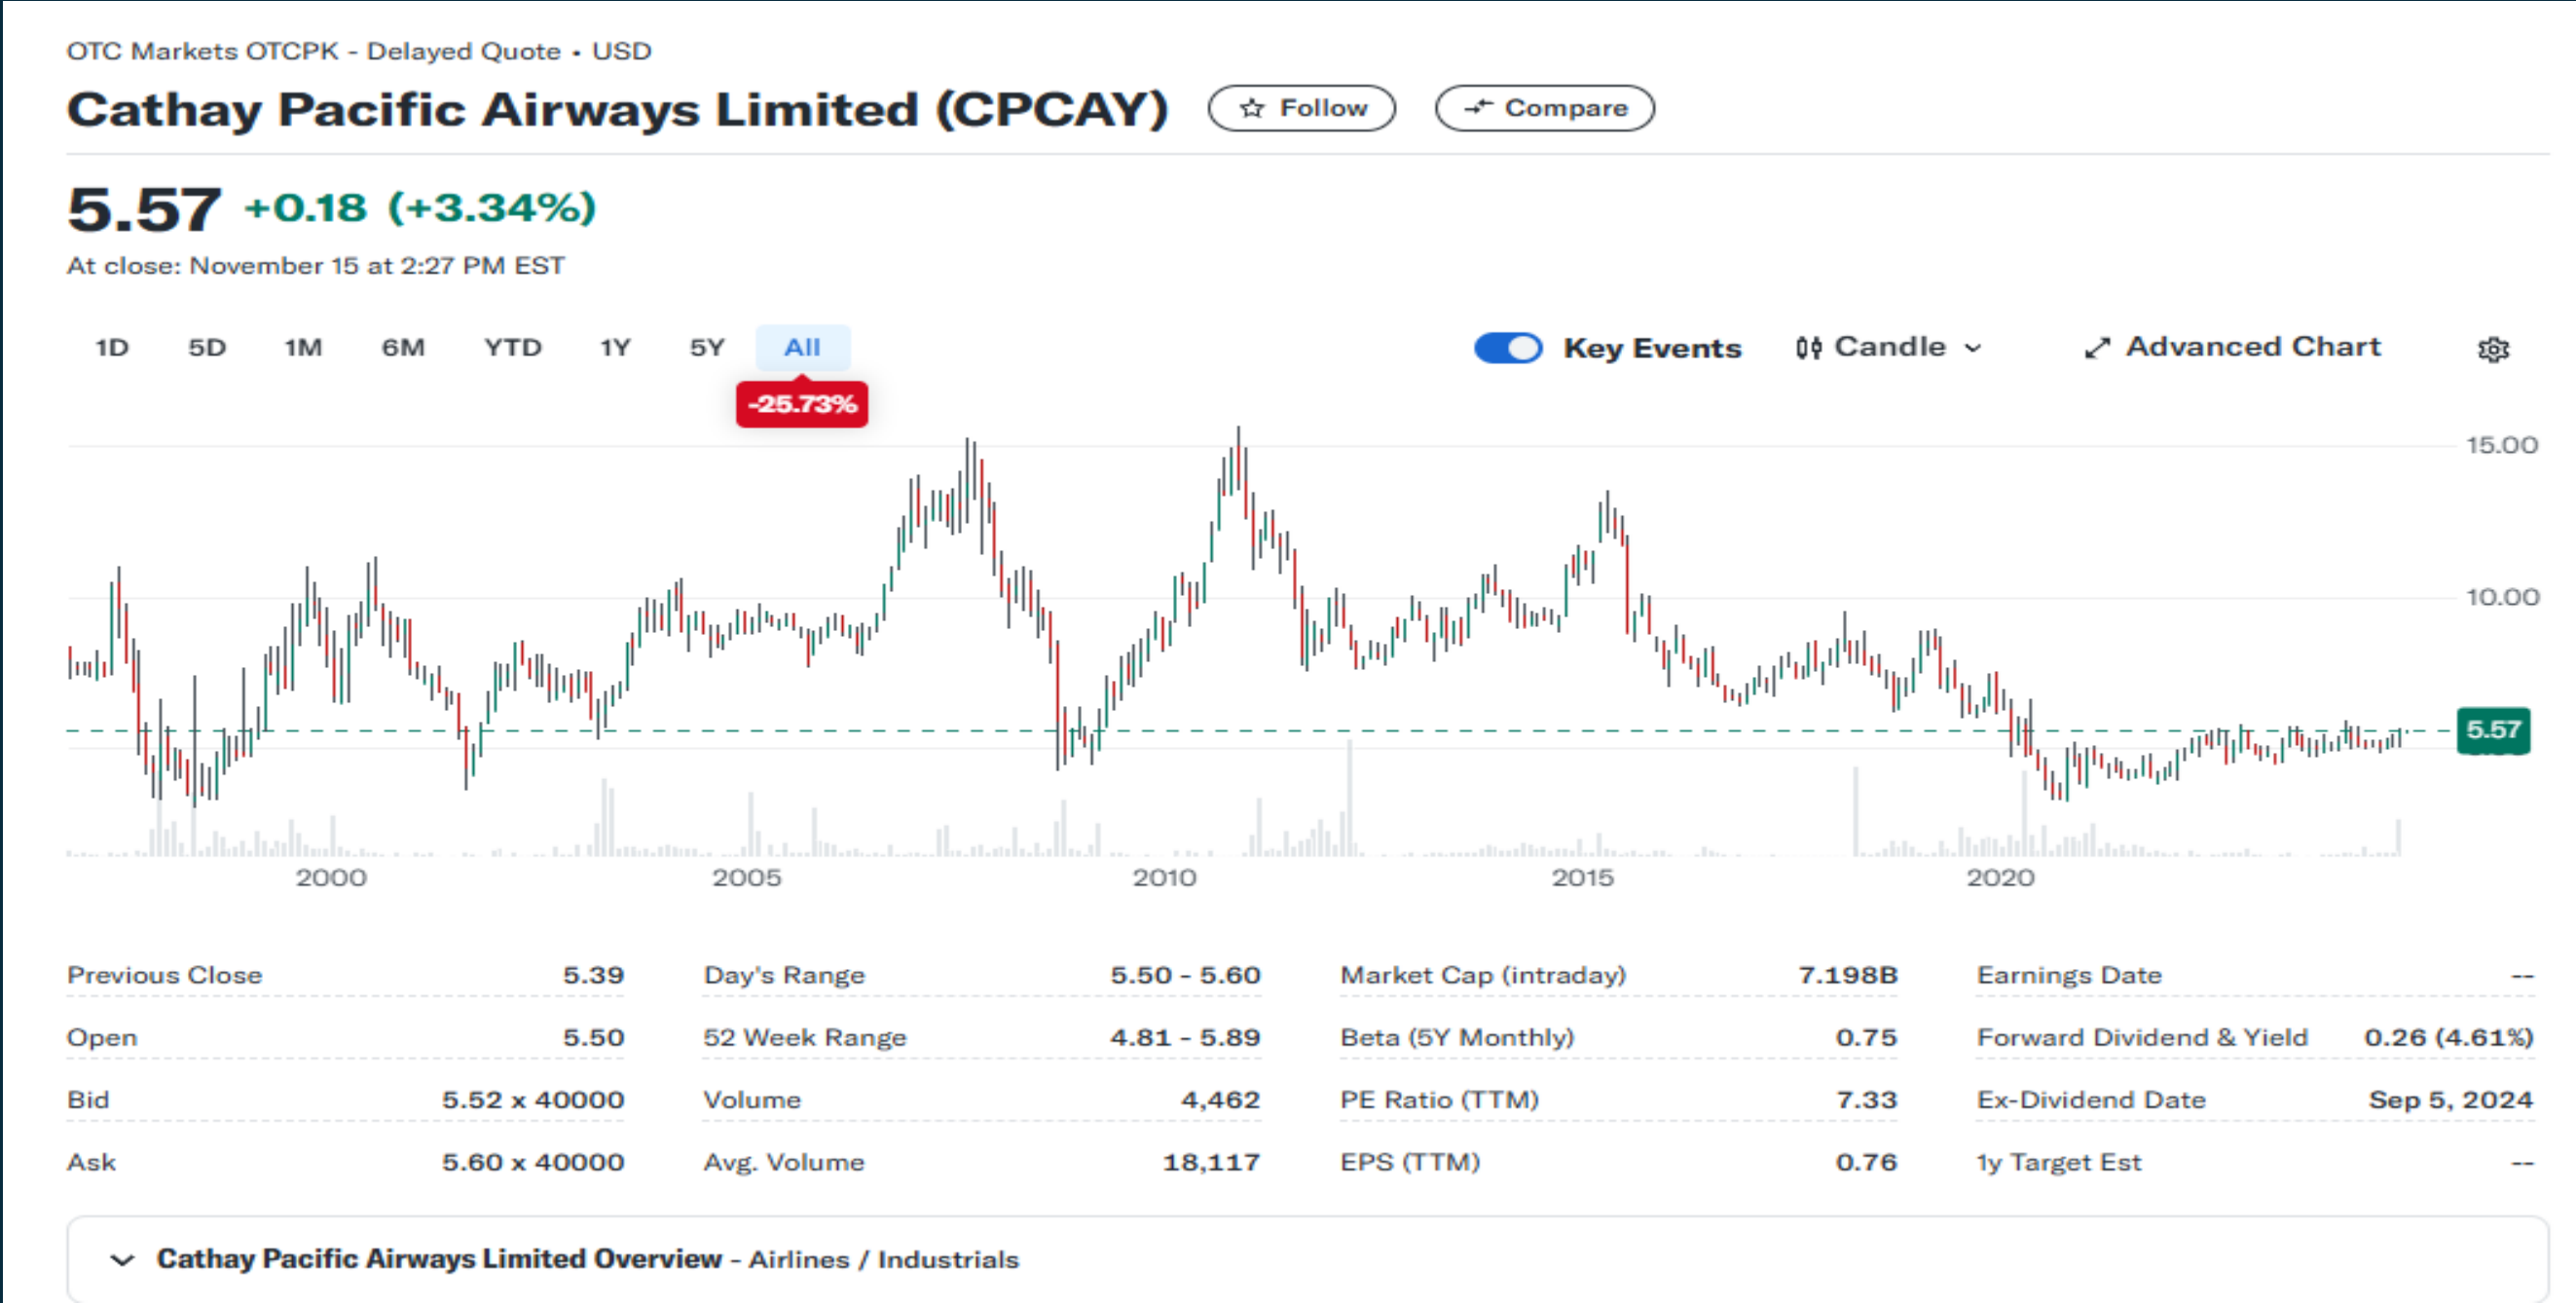 OTC Markets OTCPK - Delayed Quote • USD
Cathay Pacific Airways Limited (CPCAY) Follow Compare
5.57 +0.18 (+3.34%)
At close: November 15 at 2:27 PM EST
1D 5D 1M 6M YTD 1Y 5Y All Key Events Candle Advanced Chart
-25.73%
15.00
10.00
5.57
2000 2005 2010 2015 2020
Previous Close 5.39 Day's Range 5.50 - 5.60 Market Cap (intraday) 7.198B Earnings Date --
Open 5.50 52 Week Range 4.81 - 5.89 Beta (5Y Monthly) 0.75 Forward Dividend & Yield 0.26 (4.61%)
Bid 5.52 x 40000 Volume 4,462 PE Ratio (TTM) 7.33 Ex-Dividend Date Sep 5, 2024
Ask 5.60 x 40000 Avg. Volume 18,117 EPS (TTM) 0.76 1y Target Est --
Cathay Pacific Airways Limited Overview - Airlines / Industrials